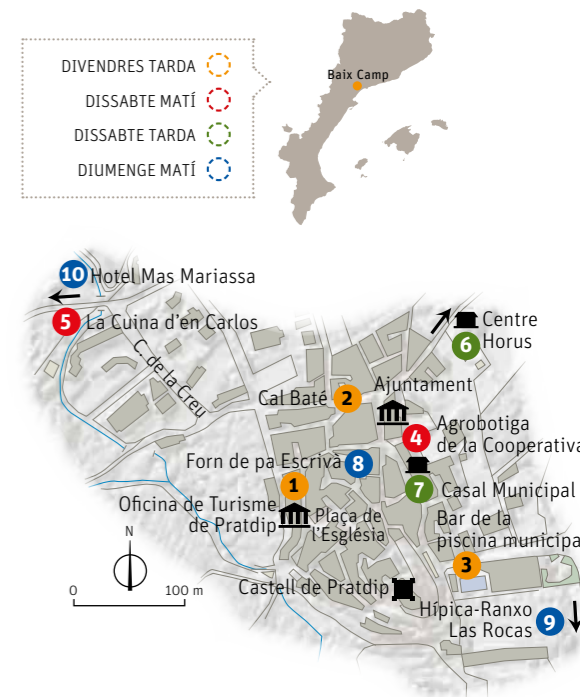 DIVENDRES TARDA
DISSABTE MATÍ
DISSABTE TARDA
DIUMENGE MATÍ
Baix Camp
10 Hotel Mas Mariassa
5 La Cuina d'en Carlos
C. de la Creu
Centre
6 Horus
Cal Baté 2
Ajuntament
4 Agrobotiga
de la Cooperativa
Forn de pa Escrivà 8
1
7 Casal Municipal
Oficina de Turisme
de Pratdip
Plaça de
l'Església
Bar de la
piscina municipal
3
N
0 100 m
Castell de Pratdip
Hípica-Ranxo
Las Rocas 9